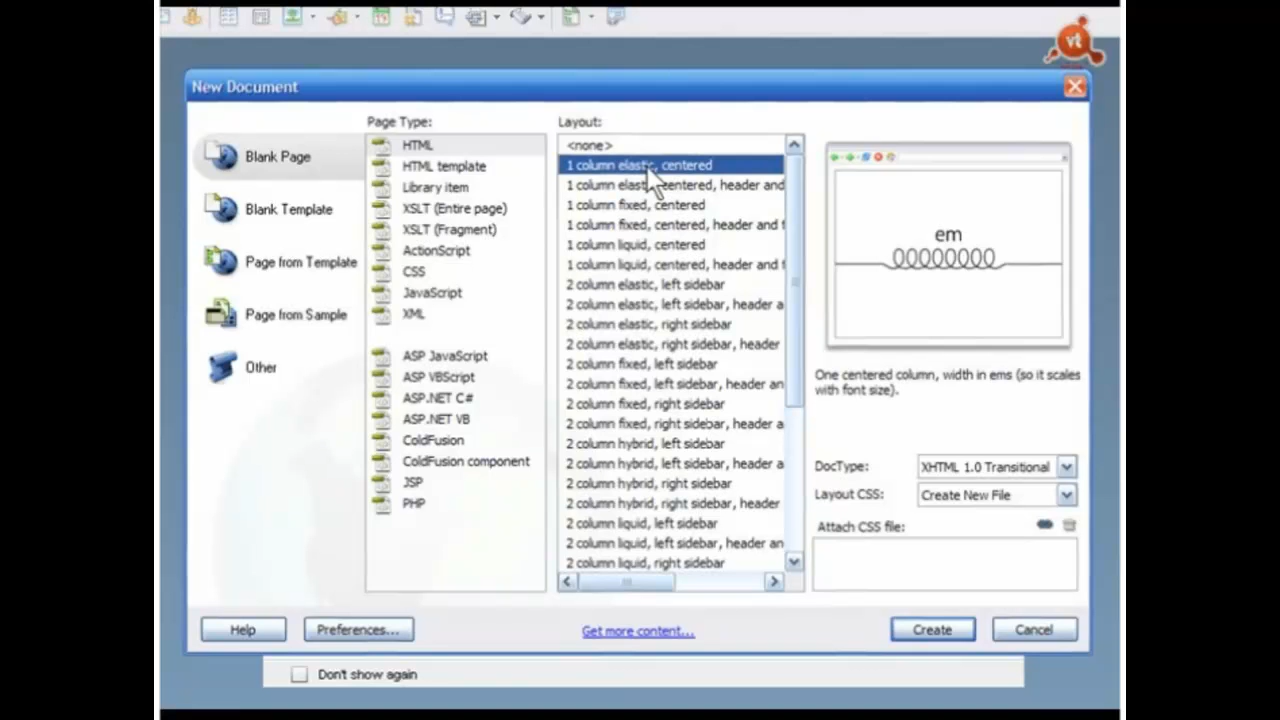 vt
New Document
Page Type:
Layout:
Blank Page
Blank Template
Page from Template
Page from Sample
Other
HTML
HTML template
Library item
XSLT (Entire page)
XSLT (Fragment)
ActionScript
CSS
JavaScript
XML
ASP JavaScript
ASP VBScript
ASP.NET C#
ASP.NET VB
ColdFusion
ColdFusion component
JSP
PHP
<none>
1 column elastic, centered
1 column elastic, centered, header and
1 column fixed, centered
1 column fixed, centered, header and f
1 column liquid, centered
1 column liquid, centered, header and f
2 column elastic, left sidebar
2 column elastic, left sidebar, header a
2 column elastic, right sidebar
2 column elastic, right sidebar, header
2 column fixed, left sidebar
2 column fixed, left sidebar, header an
2 column fixed, right sidebar
2 column fixed, right sidebar, header a
2 column hybrid, left sidebar
2 column hybrid, left sidebar, header a
2 column hybrid, right sidebar
2 column hybrid, right sidebar, header
2 column liquid, left sidebar
2 column liquid, left sidebar, header an
2 column liquid, right sidebar
em
One centered column, width in ems (so it scales
with font size).
DocType:
XHTML 1.0 Transitional
Layout CSS:
Create New File
Attach CSS file:
Help
Preferences...
Get more content...
Create
Cancel
Don't show again